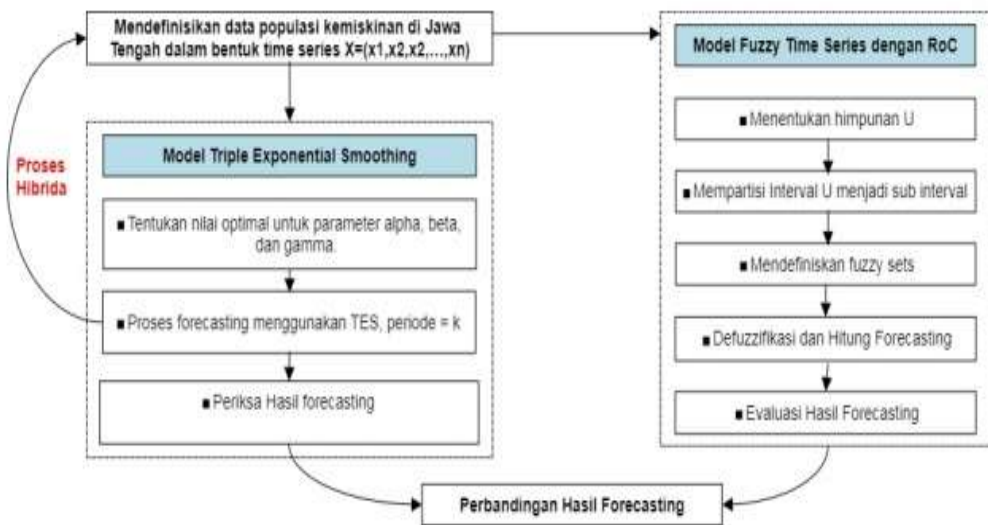 Mendefinisikan data populasi kemiskinan di Jawa
Tengah dalam bentuk time series X=(x1,x2,x2,...,xn)
Proses
Hibrida
Model Triple Exponential Smoothing
■ Tentukan nilai optimal untuk parameter alpha, beta,
dan gamma.
■ Proses forecasting menggunakan TES, periode = k
■ Periksa Hasil forecasting
Model Fuzzy Time Series dengan RoC
■ Menentukan himpunan U
■ Mempartisi Interval U menjadi sub interval
■ Mendefiniskan fuzzy sets
■ Defuzzifikasi dan Hitung Forecasting
■ Evaluasi Hasil Forecasting
Perbandingan Hasil Forecasting